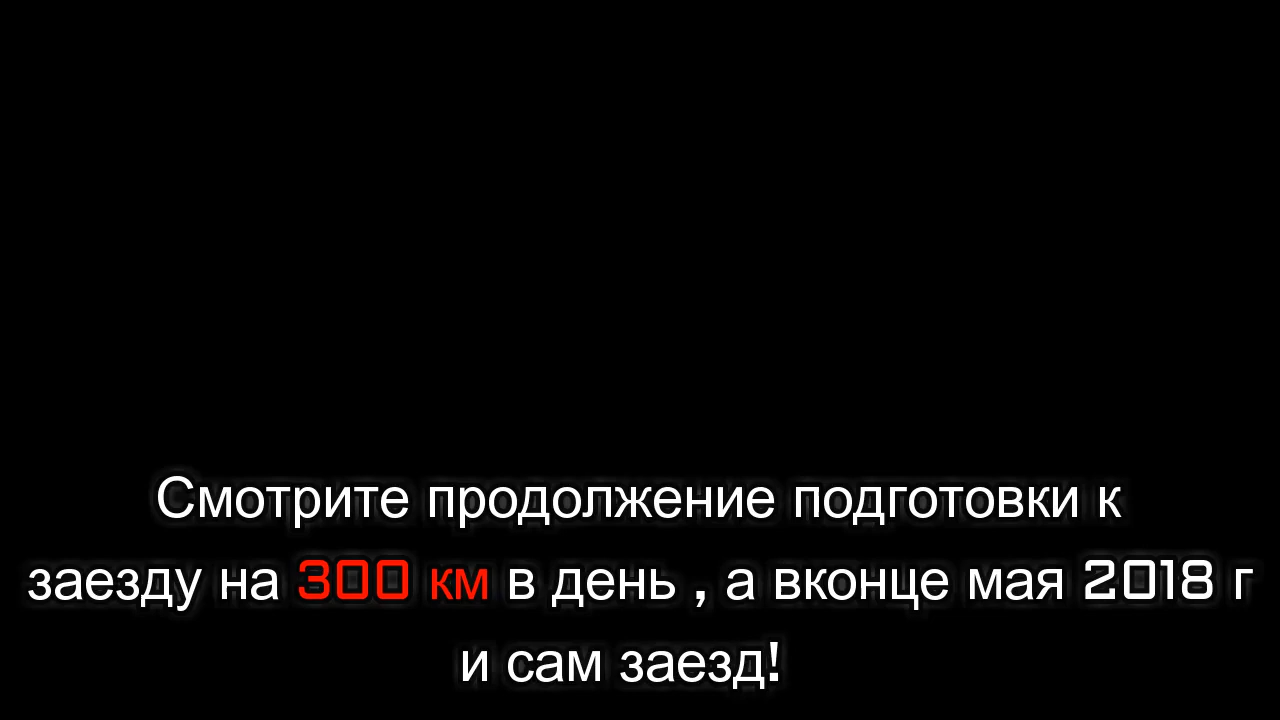 Смотрите продолжение подготовки к
заезду на 300 км в день , а вконце мая 2018 г
и сам заезд!